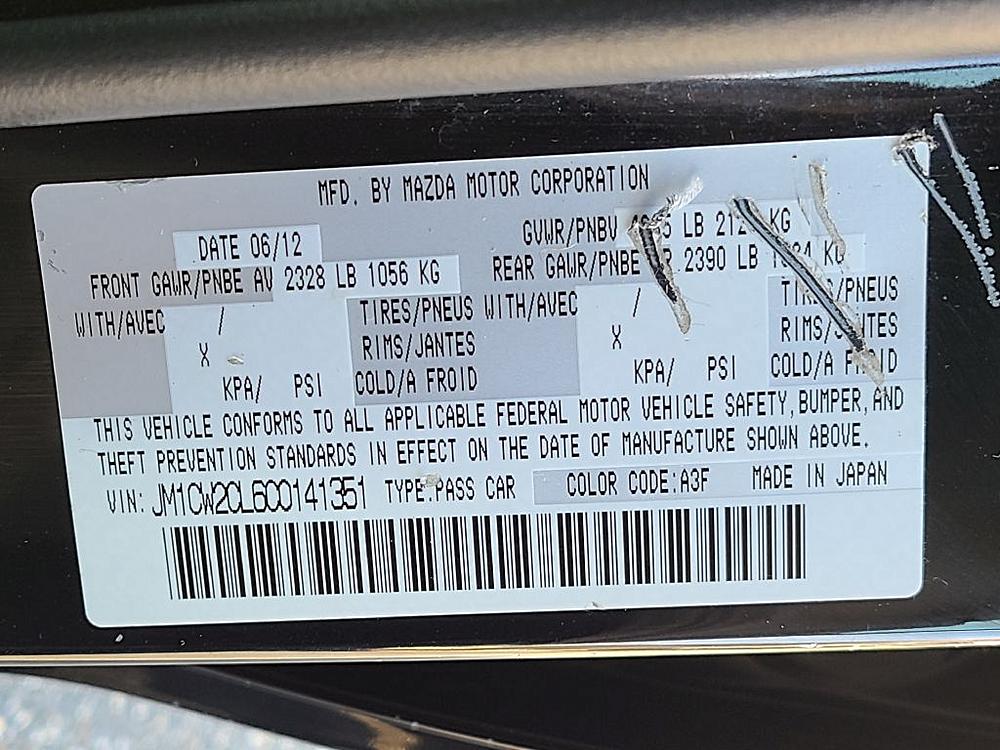 MFD. BY MAZDA MOTOR CORPORATION
DATE 06/12
GVWR/PNBV LB KG
FRONT GAWR/PNBE AV 2328 LB 1056 KG
REAR GAWR/PNBE 2390 LB KG
WITH/AVEC / TIRES/PNEUS WITH/AVEC / TIRES/PNEUS
X RIMS/JANTES X RIMS/JANTES
KPA/ PSI COLD/A FROID KPA/ PSI COLD/A FROID
THIS VEHICLE CONFORMS TO ALL APPLICABLE FEDERAL MOTOR VEHICLE SAFETY,BUMPER,AND
THEFT PREVENTION STANDARDS IN EFFECT ON THE DATE OF MANUFACTURE SHOWN ABOVE.
VIN: JM1CW2CL6C0141351 TYPE:PASS CAR COLOR CODE:A3F MADE IN JAPAN